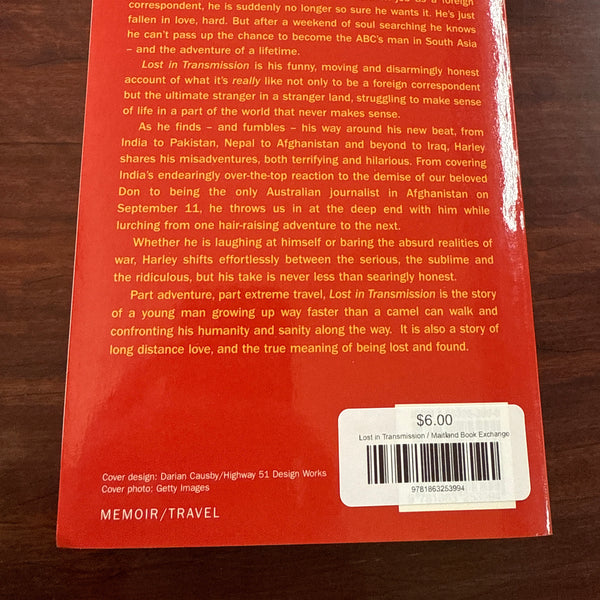 correspondent, he is suddenly no longer so sure he wants it. He's just
fallen in love, hard. But after a weekend of soul searching he knows
he can't pass up the chance to become the ABC's man in South Asia
– and the adventure of a lifetime.
Lost in Transmission is his funny, moving and disarmingly honest
account of what it's really like not only to be a foreign correspondent
but the ultimate stranger in a stranger land, struggling to make sense
of life in a part of the world that never makes sense.
As he finds – and fumbles – his way around his new beat, from
India to Pakistan, Nepal to Afghanistan and beyond to Iraq, Harley
shares his misadventures, both terrifying and hilarious. From covering
India's endearingly over-the-top reaction to the demise of our beloved
Don to being the only Australian journalist in Afghanistan on
September 11, he throws us in at the deep end with him while
lurching from one hair-raising adventure to the next.
Whether he is laughing at himself or baring the absurd realities of
war, Harley shifts effortlessly between the serious, the sublime and
the ridiculous, but his take is never less than searingly honest.
Part adventure, part extreme travel, Lost in Transmission is the story
of a young man growing up way faster than a camel can walk and
confronting his humanity and sanity along the way. It is also a story of
long distance love, and the true meaning of being lost and found.
$6.00
Lost in Transmission / Maitland Book Exchange
9781863253994
Cover design: Darian Causby/Highway 51 Design Works
Cover photo: Getty Images
MEMOIR/TRAVEL